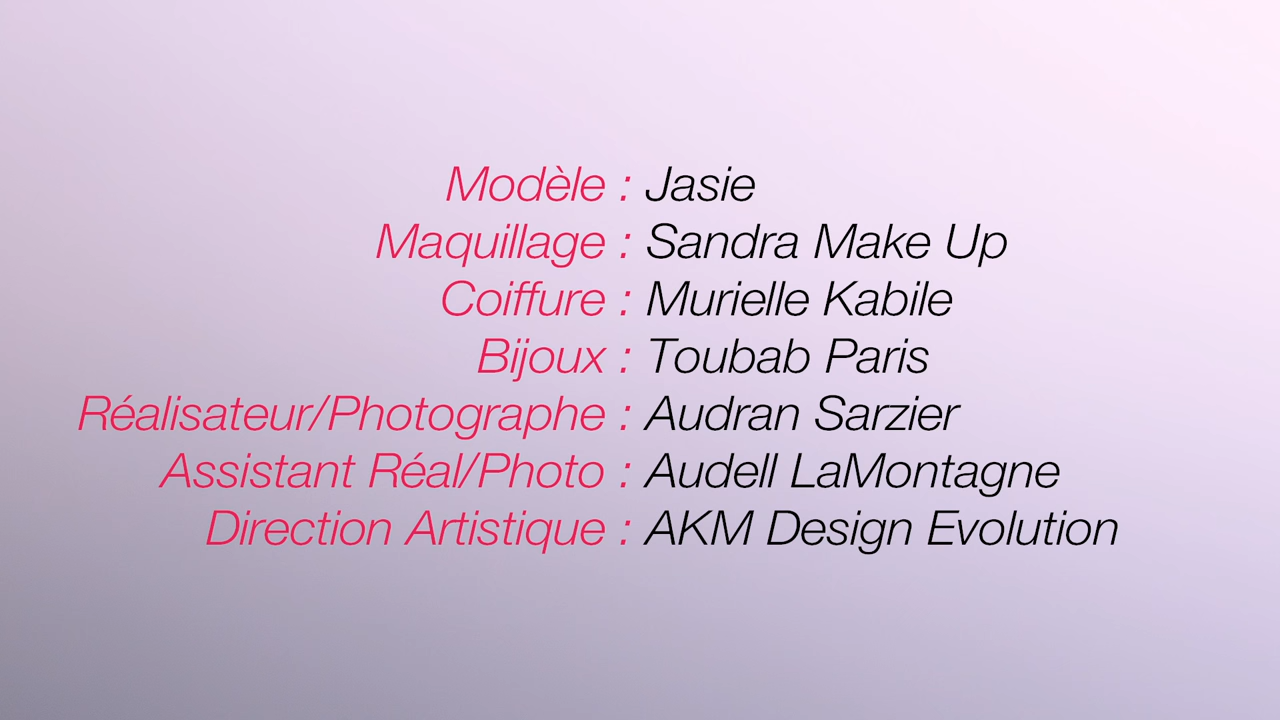 Modèle : Jasie
Maquillage : Sandra Make Up
Coiffure : Murielle Kabile
Bijoux : Toubab Paris
Réalisateur/Photographe : Audran Sarzier
Assistant Réal/Photo : Audell LaMontagne
Direction Artistique : AKM Design Evolution